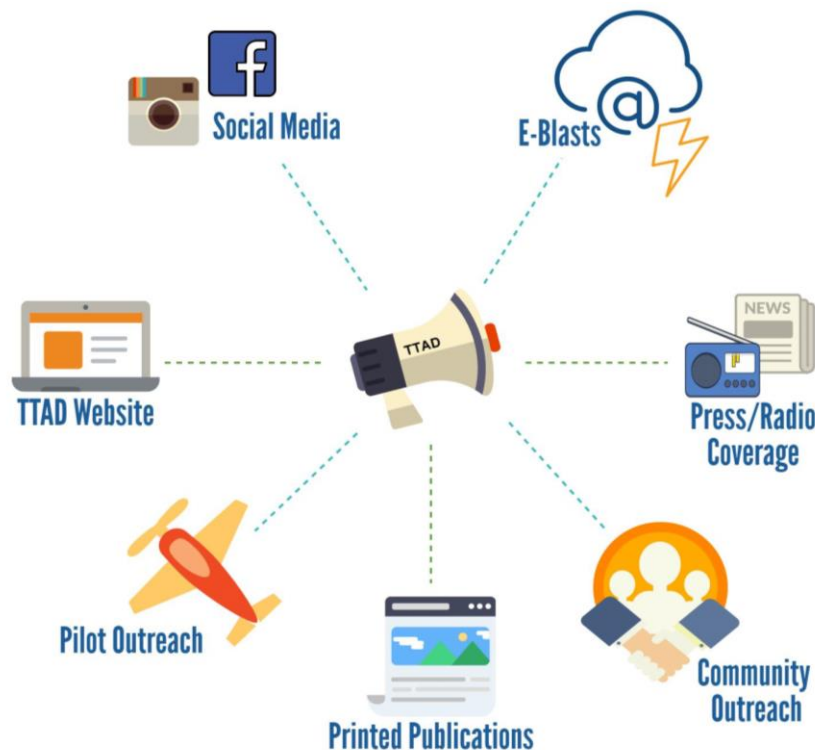 f
Social Media
@
E-Blasts
TTAD
NEWS
TTAD Website
Press/Radio
Coverage
Pilot Outreach
Community
Outreach
Printed Publications